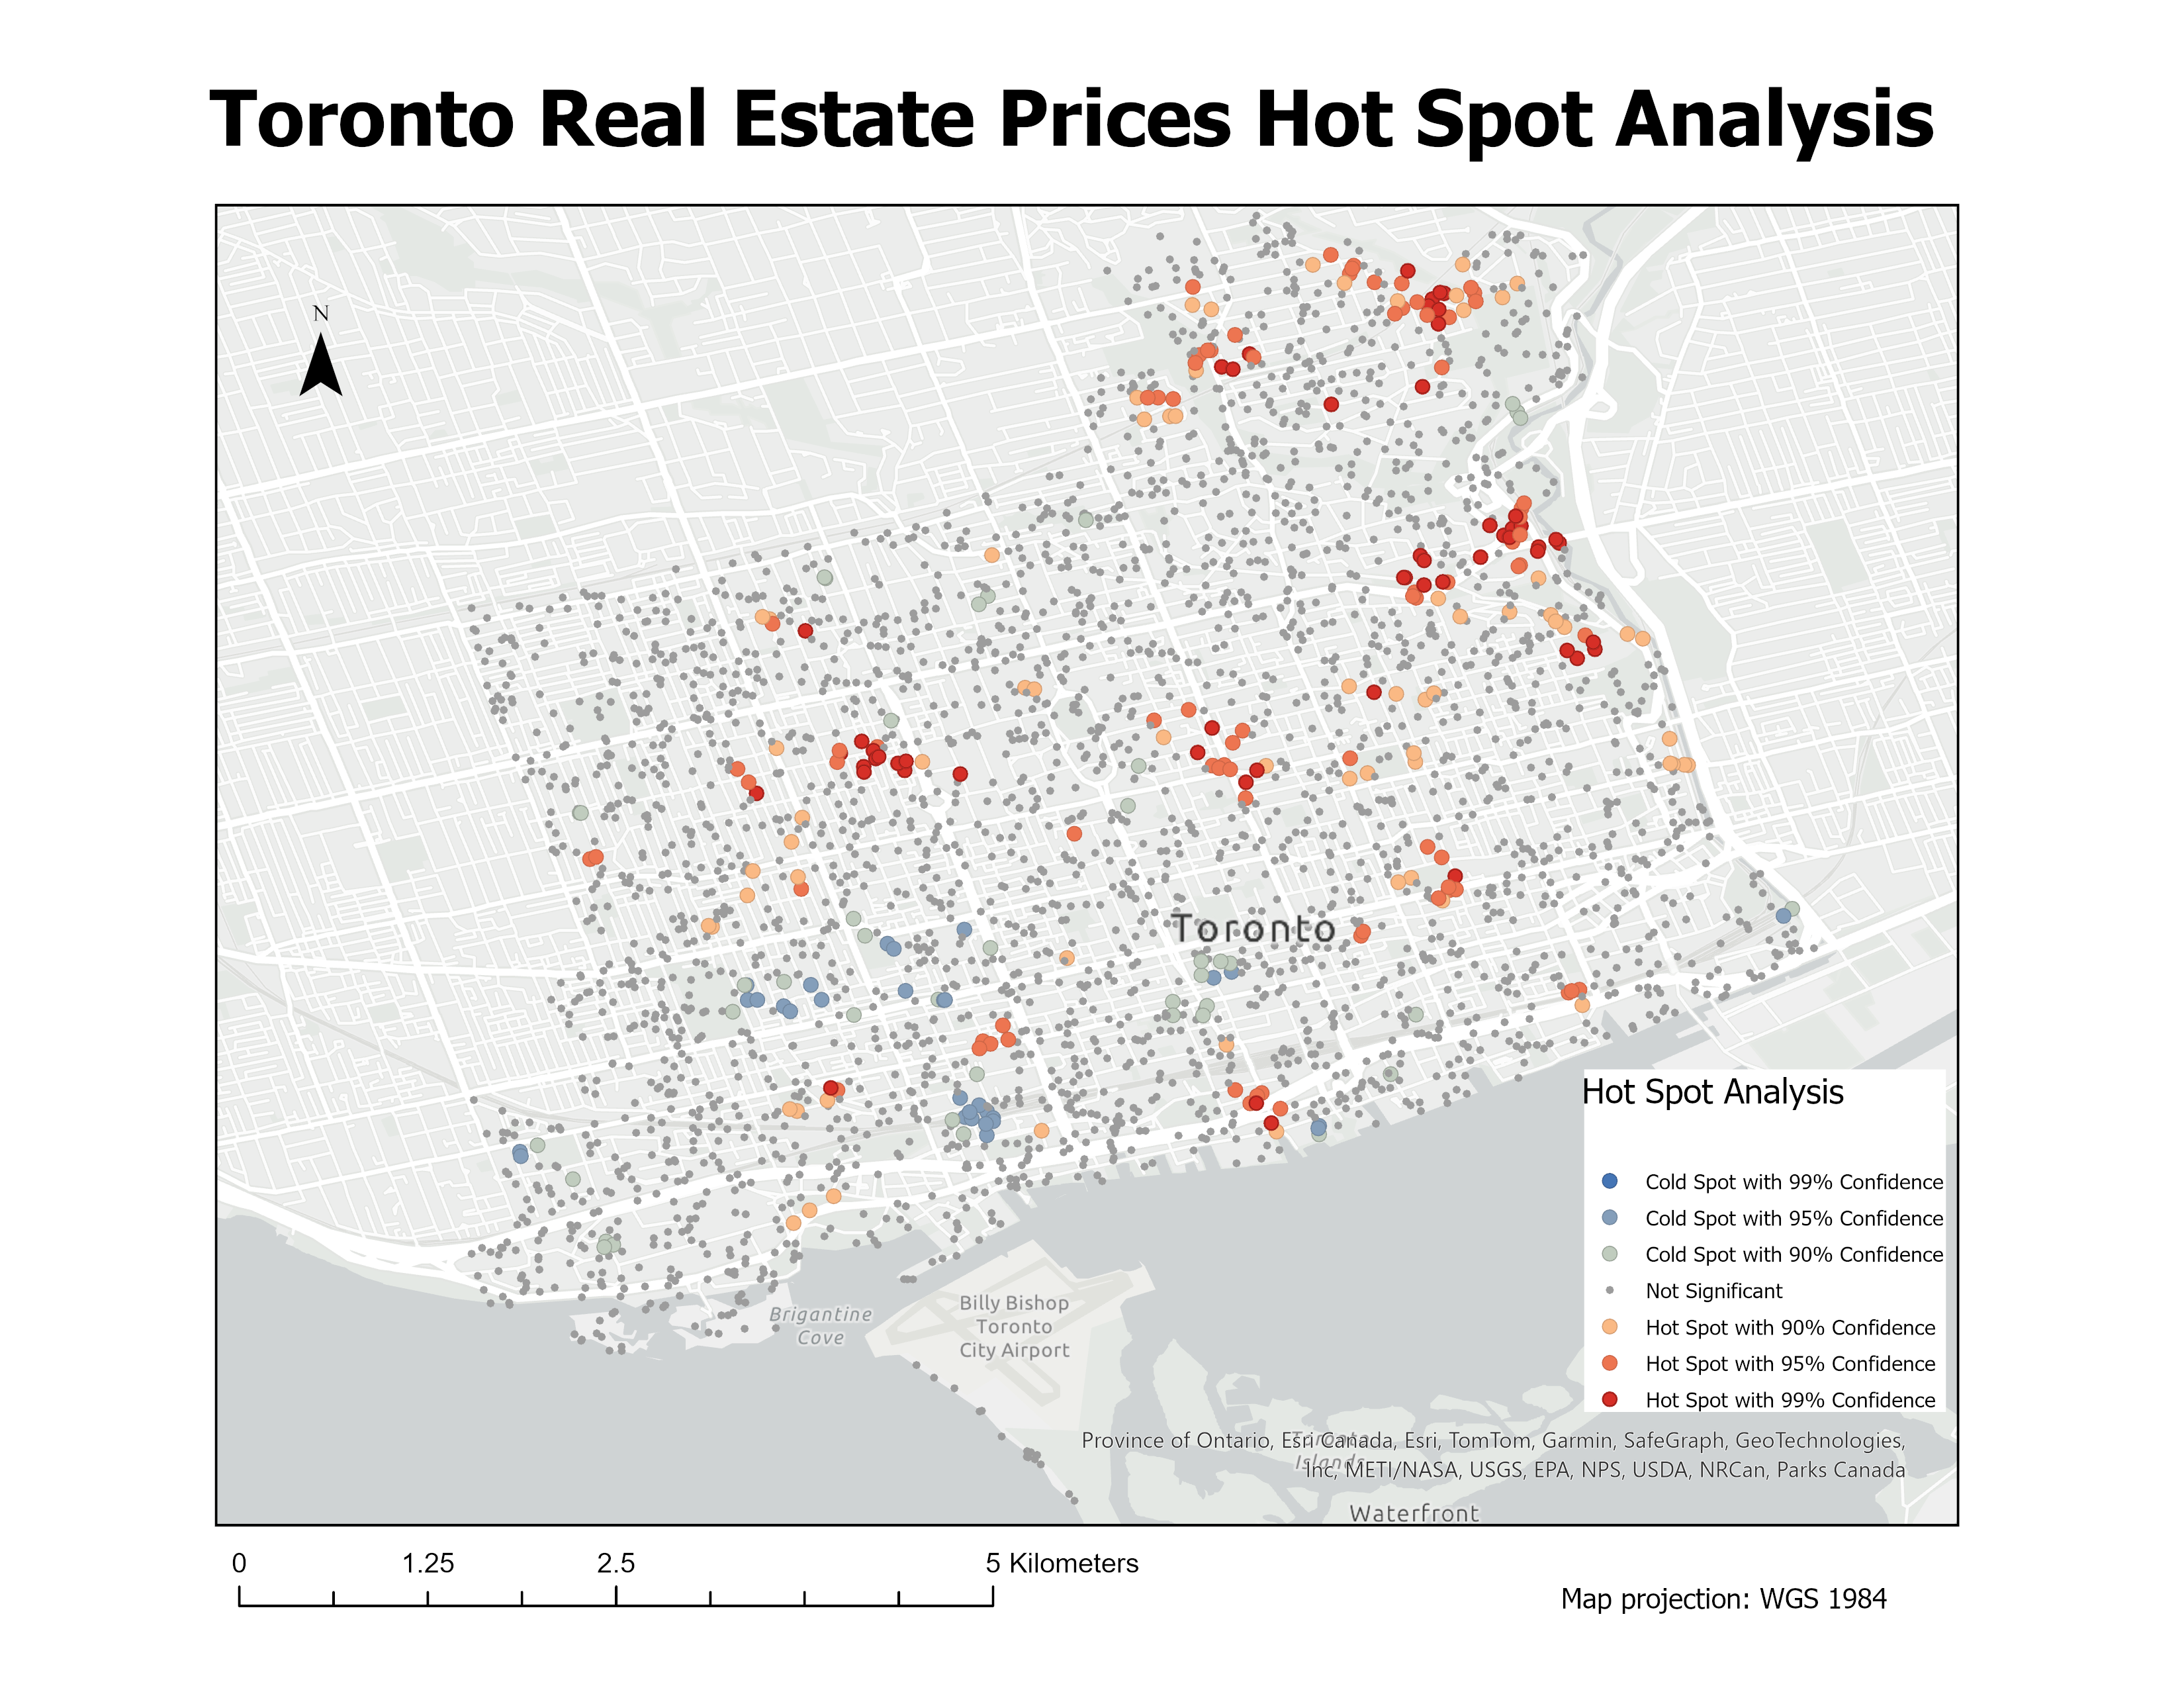 Toronto Real Estate Prices Hot Spot Analysis
N
Toronto
Hot Spot Analysis
Cold Spot with 99% Confidence
Cold Spot with 95% Confidence
Cold Spot with 90% Confidence
Not Significant
Hot Spot with 90% Confidence
Hot Spot with 95% Confidence
Hot Spot with 99% Confidence
Brigantine
Cove
Billy Bishop
Toronto
City Airport
Toronto
Islands
Province of Ontario, Esri Canada, Esri, TomTom, Garmin, SafeGraph, GeoTechnologies,
Inc, METI/NASA, USGS, EPA, NPS, USDA, NRCan, Parks Canada
Waterfront
0 1.25 2.5 5 Kilometers
Map projection: WGS 1984